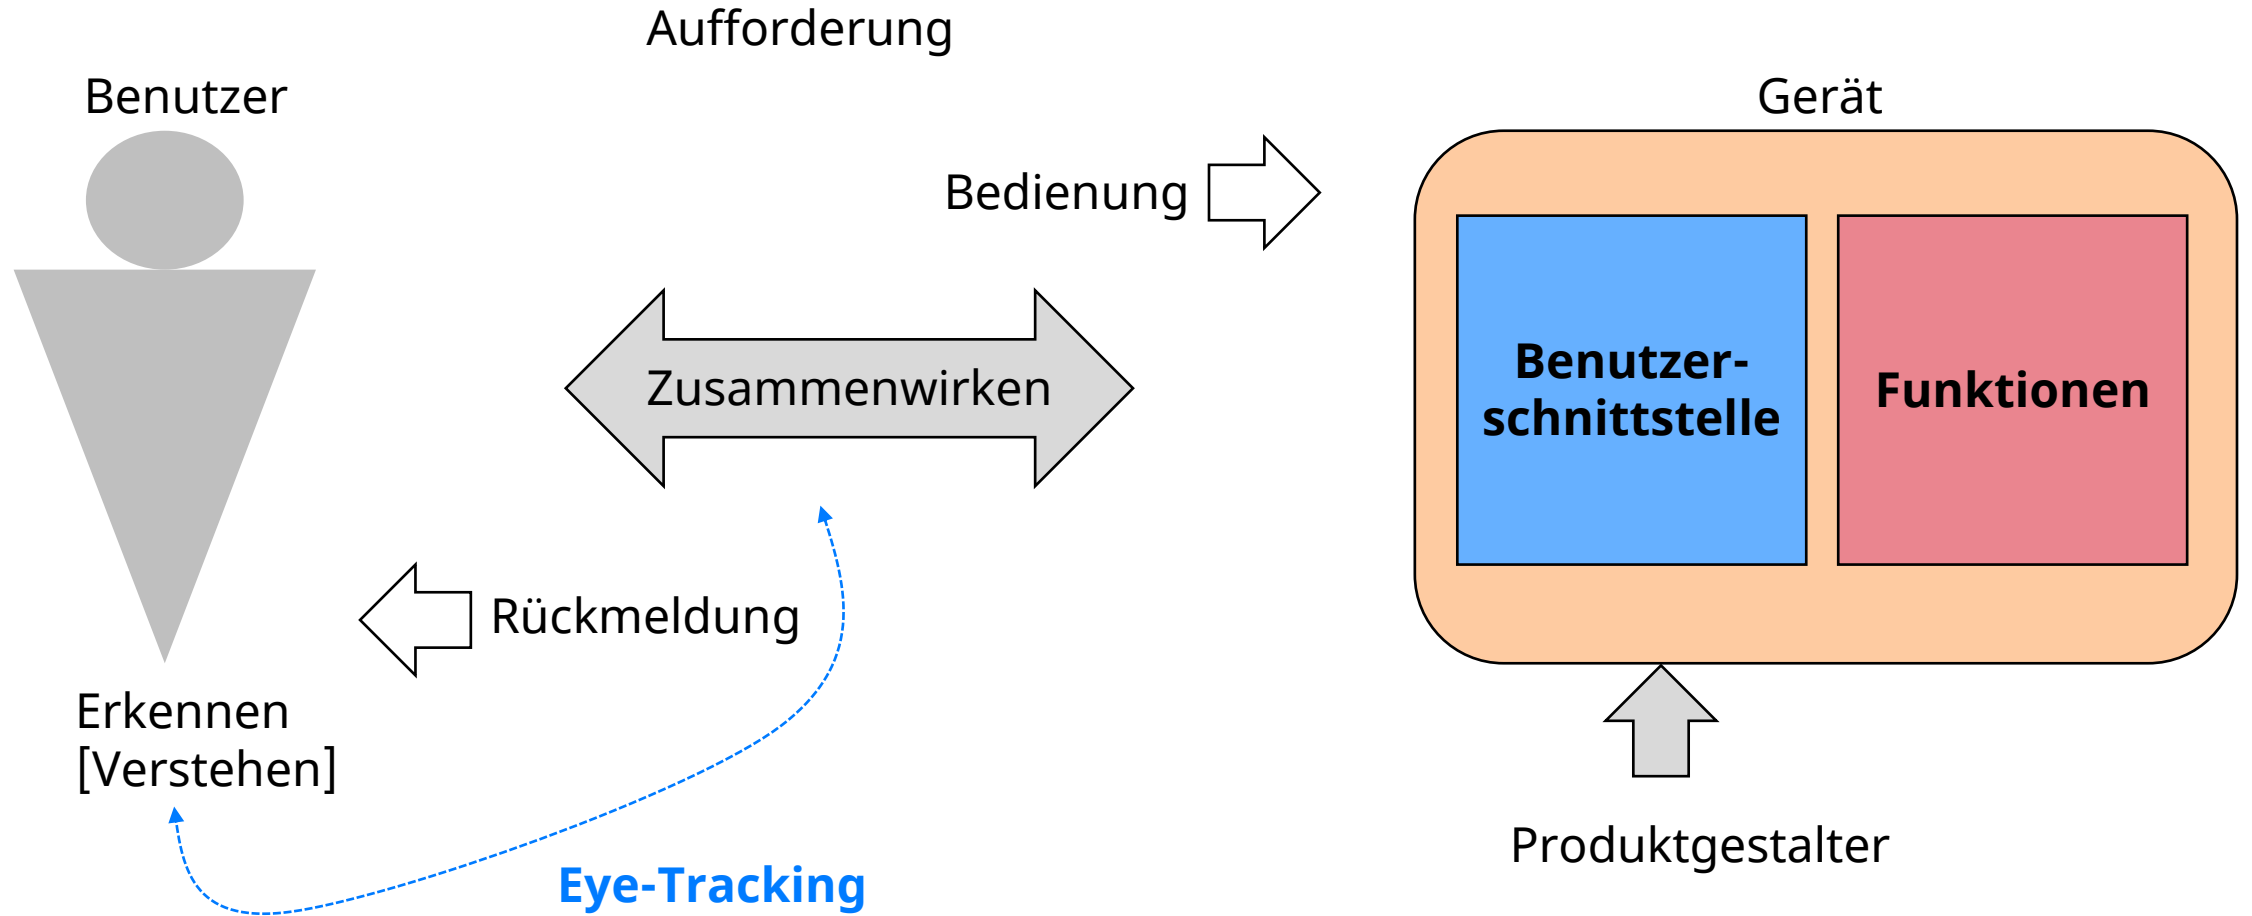 Aufforderung
Benutzer
Gerät
Bedienung
Benutzer-
schnittstelle
Funktionen
Zusammenwirken
Rückmeldung
Erkennen
[Verstehen]
Produktgestalter
Eye-Tracking